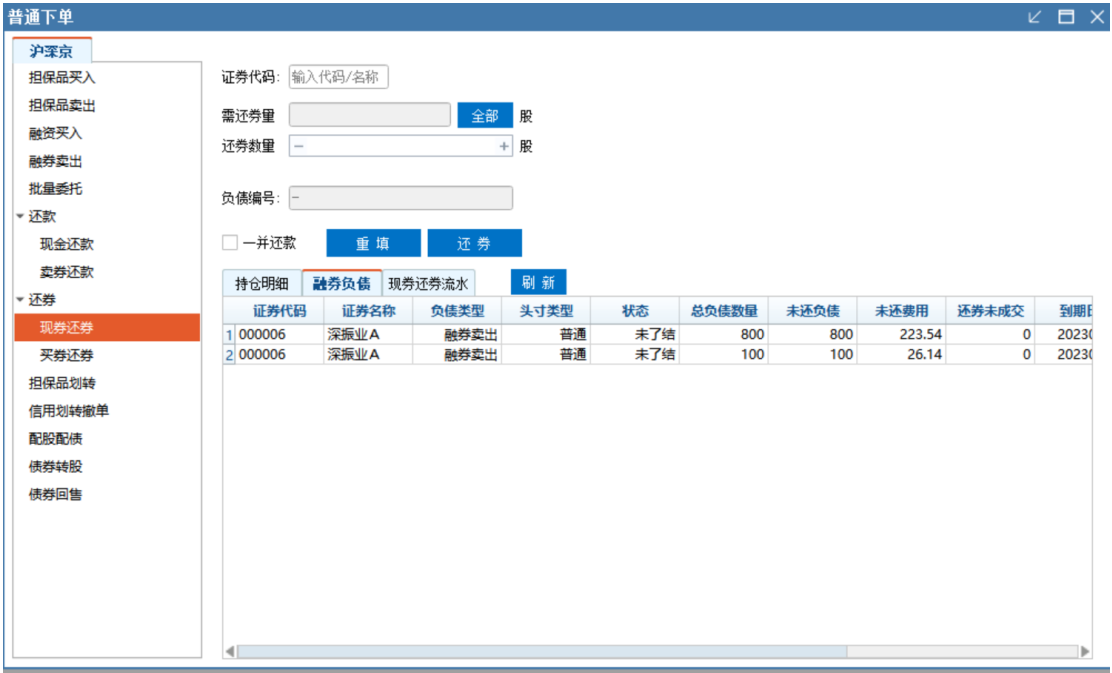 普通下单
沪深京
担保品买入
担保品卖出
融资买入
融券卖出
批量委托
还款
现金还款
卖券还款
还券
现券还券
买券还券
担保品划转
信用划转撤单
配股配债
债券转股
债券回售
证券代码: 输入代码/名称
需还券量 全部 股
还券数量 − + 股
负债编号: -
一并还款 重填 还券
持仓明细 融券负债 现券还券流水 刷新
证券代码 证券名称 负债类型 头寸类型 状态 总负债数量 未还负债 未还费用 还券未成交 到期
1 000006 深振业A 融券卖出 普通 未了结 800 800 223.54 0 2023
2 000006 深振业A 融券卖出 普通 未了结 100 100 26.14 0 2023